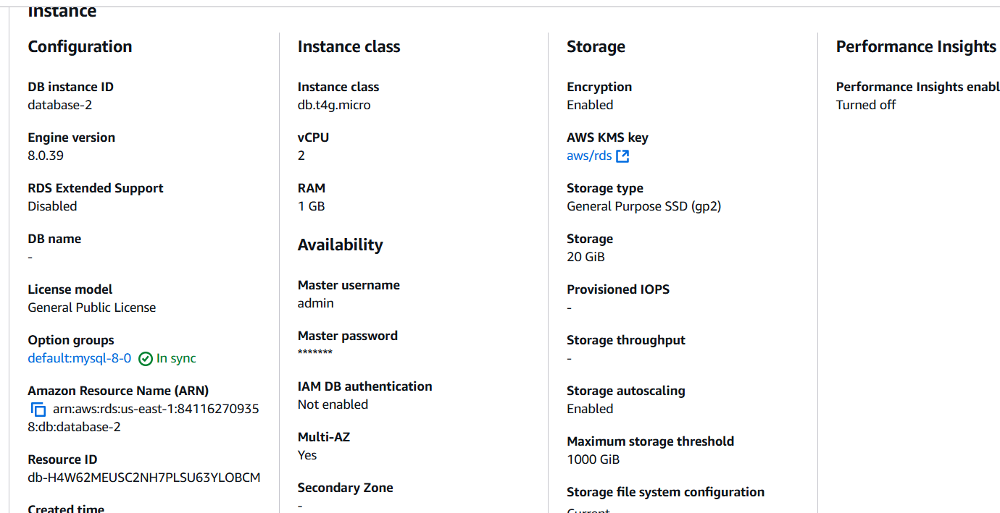 Instance
Configuration
DB instance ID
database-2
Engine version
8.0.39
RDS Extended Support
Disabled
DB name
-
License model
General Public License
Option groups
default:mysql-8-0 In sync
Amazon Resource Name (ARN)
arn:aws:rds:us-east-1:84116270935
8:db:database-2
Resource ID
db-H4W62MEUSC2NH7PLSU63YLOBCM
Created time
Instance class
Instance class
db.t4g.micro
vCPU
2
RAM
1 GB
Availability
Master username
admin
Master password
*******
IAM DB authentication
Not enabled
Multi-AZ
Yes
Secondary Zone
-
Storage
Encryption
Enabled
AWS KMS key
aws/rds
Storage type
General Purpose SSD (gp2)
Storage
20 GiB
Provisioned IOPS
-
Storage throughput
-
Storage autoscaling
Enabled
Maximum storage threshold
1000 GiB
Storage file system configuration
Current
Performance Insights
Performance Insights enabl
Turned off